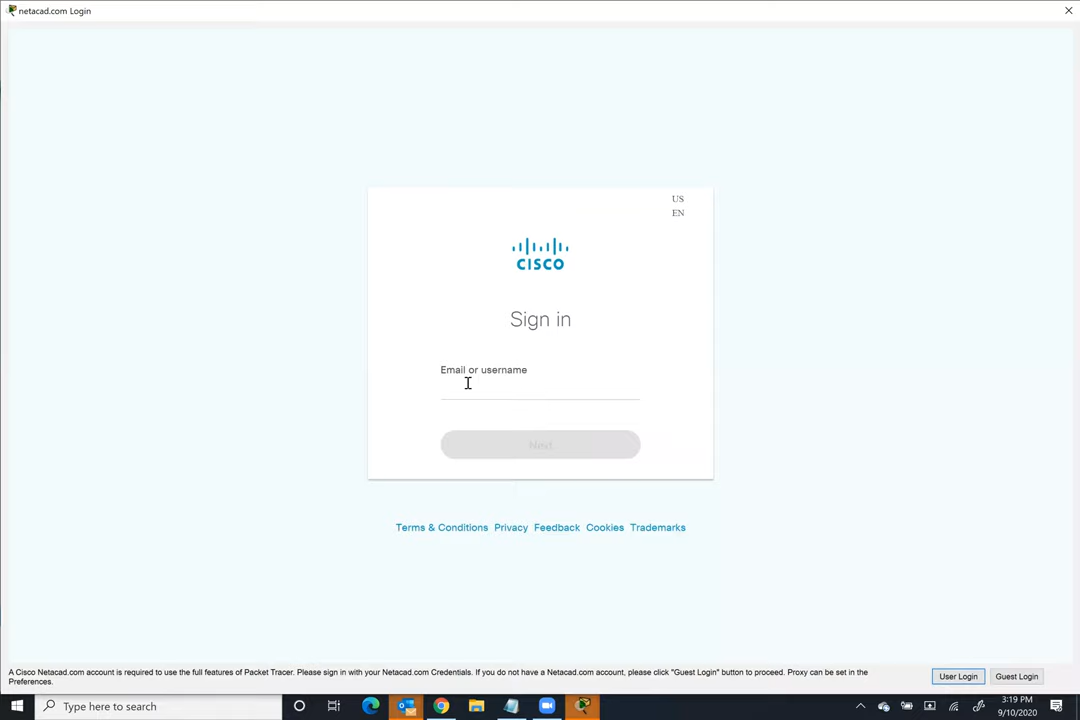 netacad.com Login
US
EN
CISCO
Sign in
Email or username
Next
Terms & Conditions Privacy Feedback Cookies Trademarks
A Cisco Netacad.com account is required to use the full features of Packet Tracer. Please sign in with your Netacad.com Credentials. If you do not have a Netacad.com account, please click "Guest Login" button to proceed. Proxy can be set in the
Preferences.
User Login
Guest Login
Type here to search
3:19 PM
9/10/2020